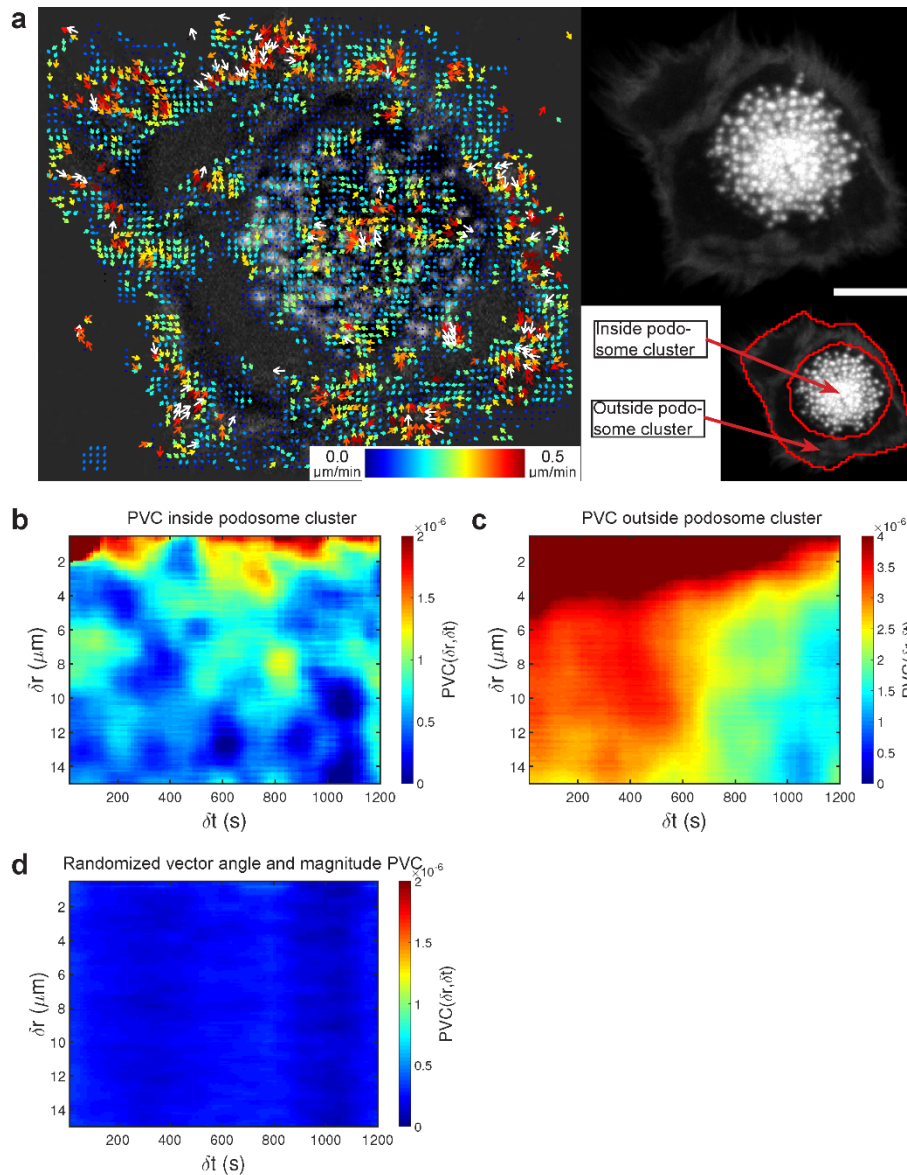 a
Inside podo-
some cluster
Outside podo-
some cluster
0.0
µm/min
0.5
µm/min
b
PVC inside podosome cluster
×10⁻⁶
2
4
6
8
10
12
14
δr (µm)
200
400
600
800
1000
1200
δt (s)
2
1.5
1
0.5
0
PVC(δr,δt)
c
PVC outside podosome cluster
×10⁻⁶
2
4
6
8
10
12
14
δr (µm)
200
400
600
800
1000
1200
δt (s)
4
3.5
3
2.5
2
1.5
1
0.5
0
PVC(δr,δt)
d
Randomized vector angle and magnitude PVC
×10⁻⁶
2
4
6
8
10
12
14
δr (µm)
200
400
600
800
1000
1200
δt (s)
2
1.5
1
0.5
0
PVC(δr,δt)